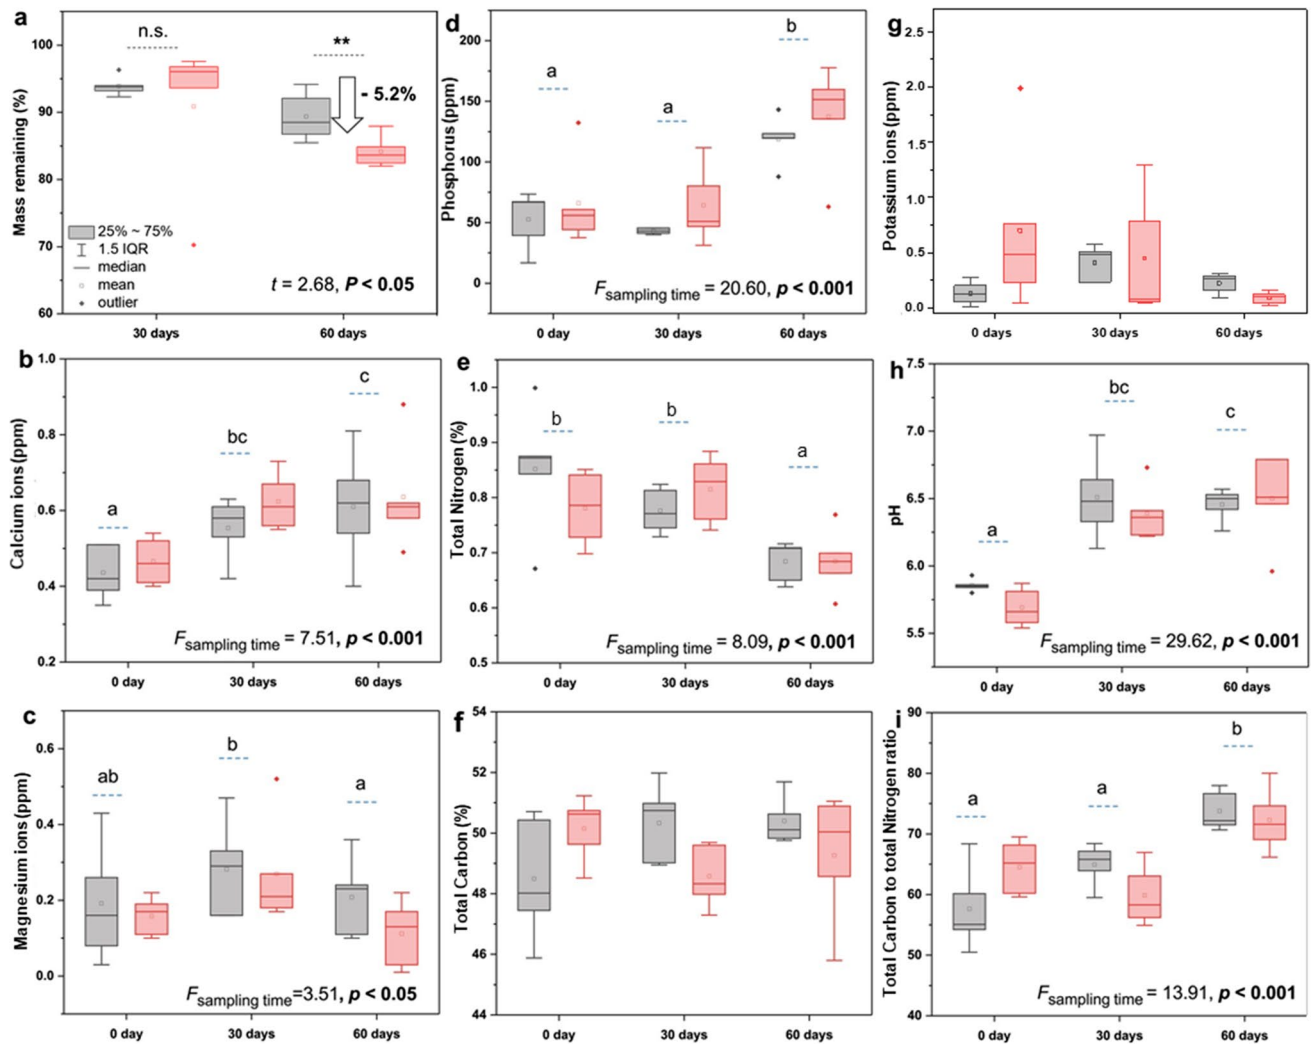 a
n.s.
**
- 5.2%
Mass remaining (%)
100
90
80
70
60
25% ~ 75%
1.5 IQR
median
mean
outlier
t = 2.68, P < 0.05
30 days
60 days
d
a
a
b
Phosphorus (ppm)
200
150
100
50
0
Fsampling time = 20.60, p < 0.001
0 day
30 days
60 days
g
Potassium ions (ppm)
2.5
2.0
1.5
1.0
0.5
0.0
0 days
30 days
60 days
b
a
bc
c
Calcium ions (ppm)
1.0
0.8
0.6
0.4
0.2
Fsampling time = 7.51, p < 0.001
0 day
30 days
60 days
e
b
b
a
Total Nitrogen (%)
1.0
0.9
0.8
0.7
0.6
0.5
Fsampling time = 8.09, p < 0.001
0 day
30 days
60 days
h
a
bc
c
pH
7.5
7.0
6.5
6.0
5.5
Fsampling time = 29.62, p < 0.001
0 day
30 days
60 days
c
ab
b
a
Magnesium ions (ppm)
0.6
0.4
0.2
0.0
Fsampling time=3.51, p < 0.05
0 day
30 days
60 days
f
Total Carbon (%)
54
52
50
48
46
44
0 day
30 days
60 days
i
a
a
b
Total Carbon to total Nitrogen ratio
90
80
70
60
50
40
Fsampling time = 13.91, p < 0.001
0 day
30 days
60 days